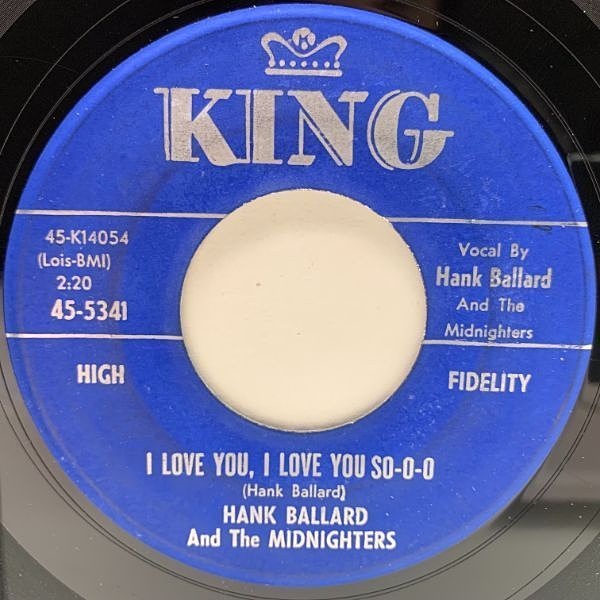 K
KING
45-K14054
(Lois-BMI)
2:20
45-5341
Vocal By
Hank Ballard
And The
Midnighters
HIGH
FIDELITY
I LOVE YOU, I LOVE YOU SO-O-O
(Hank Ballard)
HANK BALLARD
And The MIDNIGHTERS